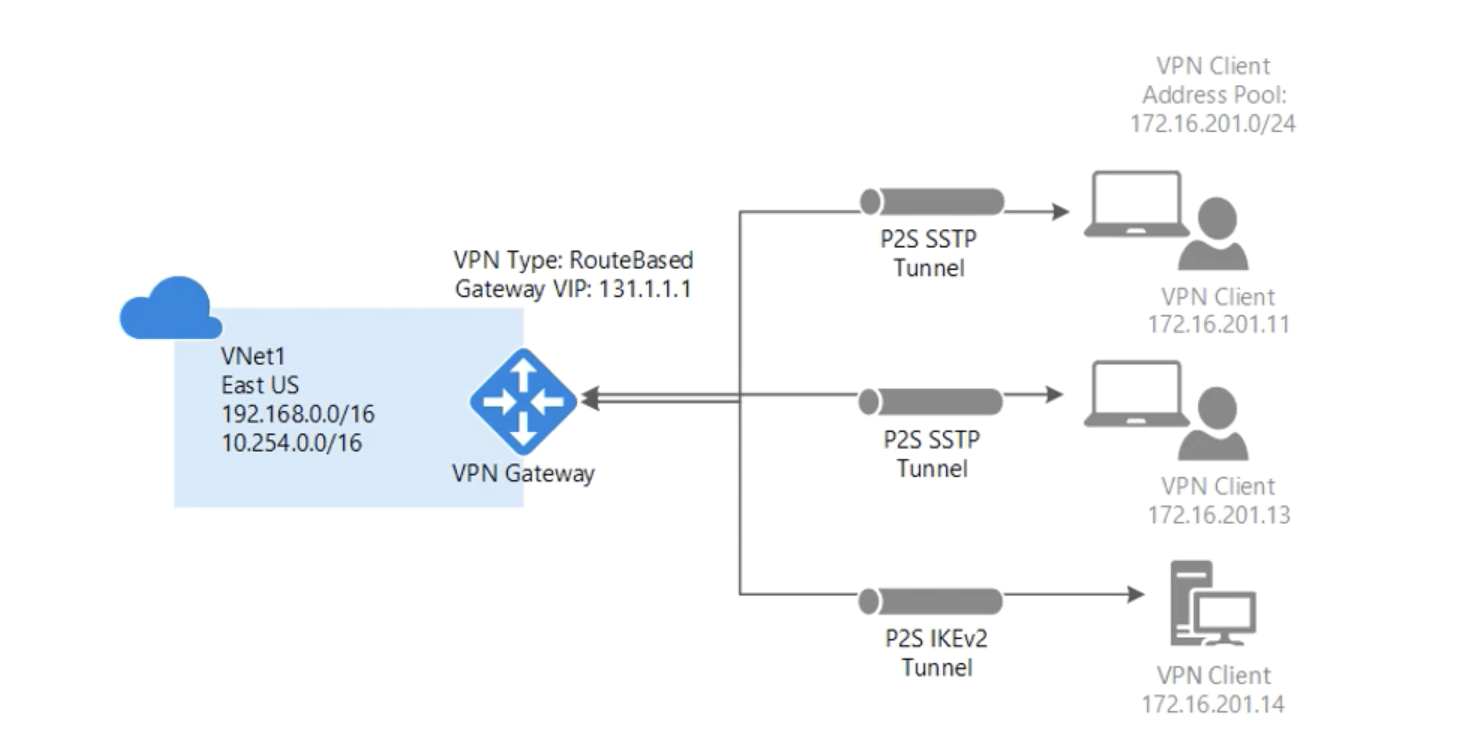 VPN Client
Address Pool:
172.16.201.0/24
P2S SSTP
Tunnel
VPN Type: RouteBased
Gateway VIP: 131.1.1.1
VPN Client
172.16.201.11
VNet1
East US
192.168.0.0/16
10.254.0.0/16
VPN Gateway
P2S SSTP
Tunnel
VPN Client
172.16.201.13
P2S IKEv2
Tunnel
VPN Client
172.16.201.14